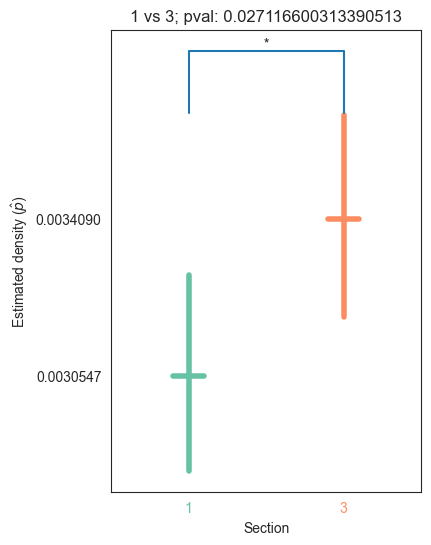 1 vs 3; pval: 0.027116600313390513
*
Estimated density (p̂)
0.0034090
0.0030547
1
3
Section